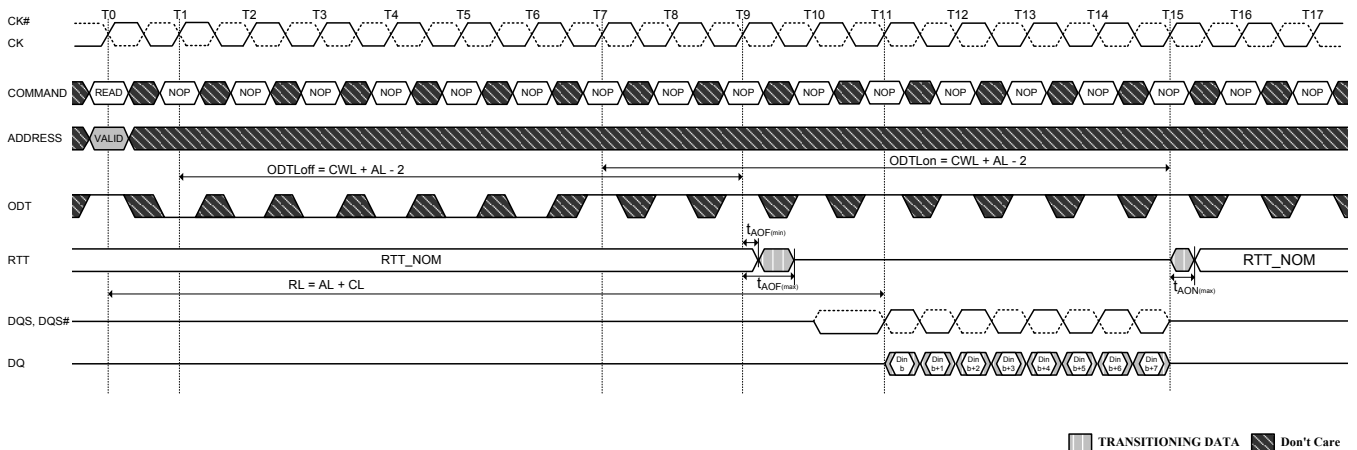 CK#
CK
T0 T1 T2 T3 T4 T5 T6 T7 T8 T9 T10 T11 T12 T13 T14 T15 T16 T17
COMMAND READ NOP NOP NOP NOP NOP NOP NOP NOP NOP NOP NOP NOP NOP NOP NOP NOP NOP
ADDRESS VALID
ODTLoff = CWL + AL - 2
ODTLon = CWL + AL - 2
ODT
tAOF(min)
RTT RTT_NOM RTT_NOM
tAOF(max)
tAON(max)
RL = AL + CL
DQS, DQS#
DQ Din b Din b+1 Din b+2 Din b+3 Din b+4 Din b+5 Din b+6 Din b+7
TRANSITIONING DATA Don't Care